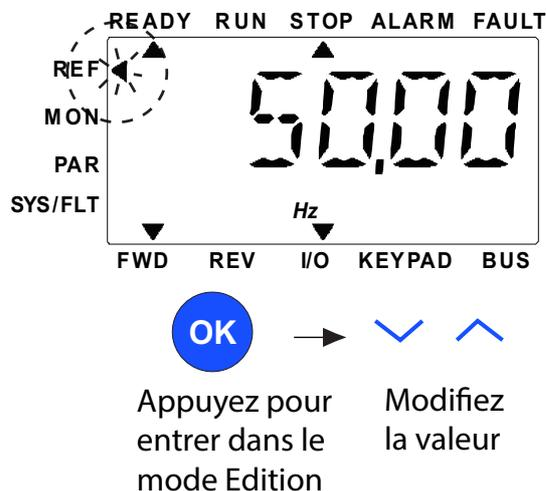 READY RUN STOP ALARM FAULT
REF
50,00
MON
PAR
SYS/FLT
Hz
FWD REV I/O KEYPAD BUS
OK
Appuyez pour
entrer dans le
mode Edition
Modifiez
la valeur